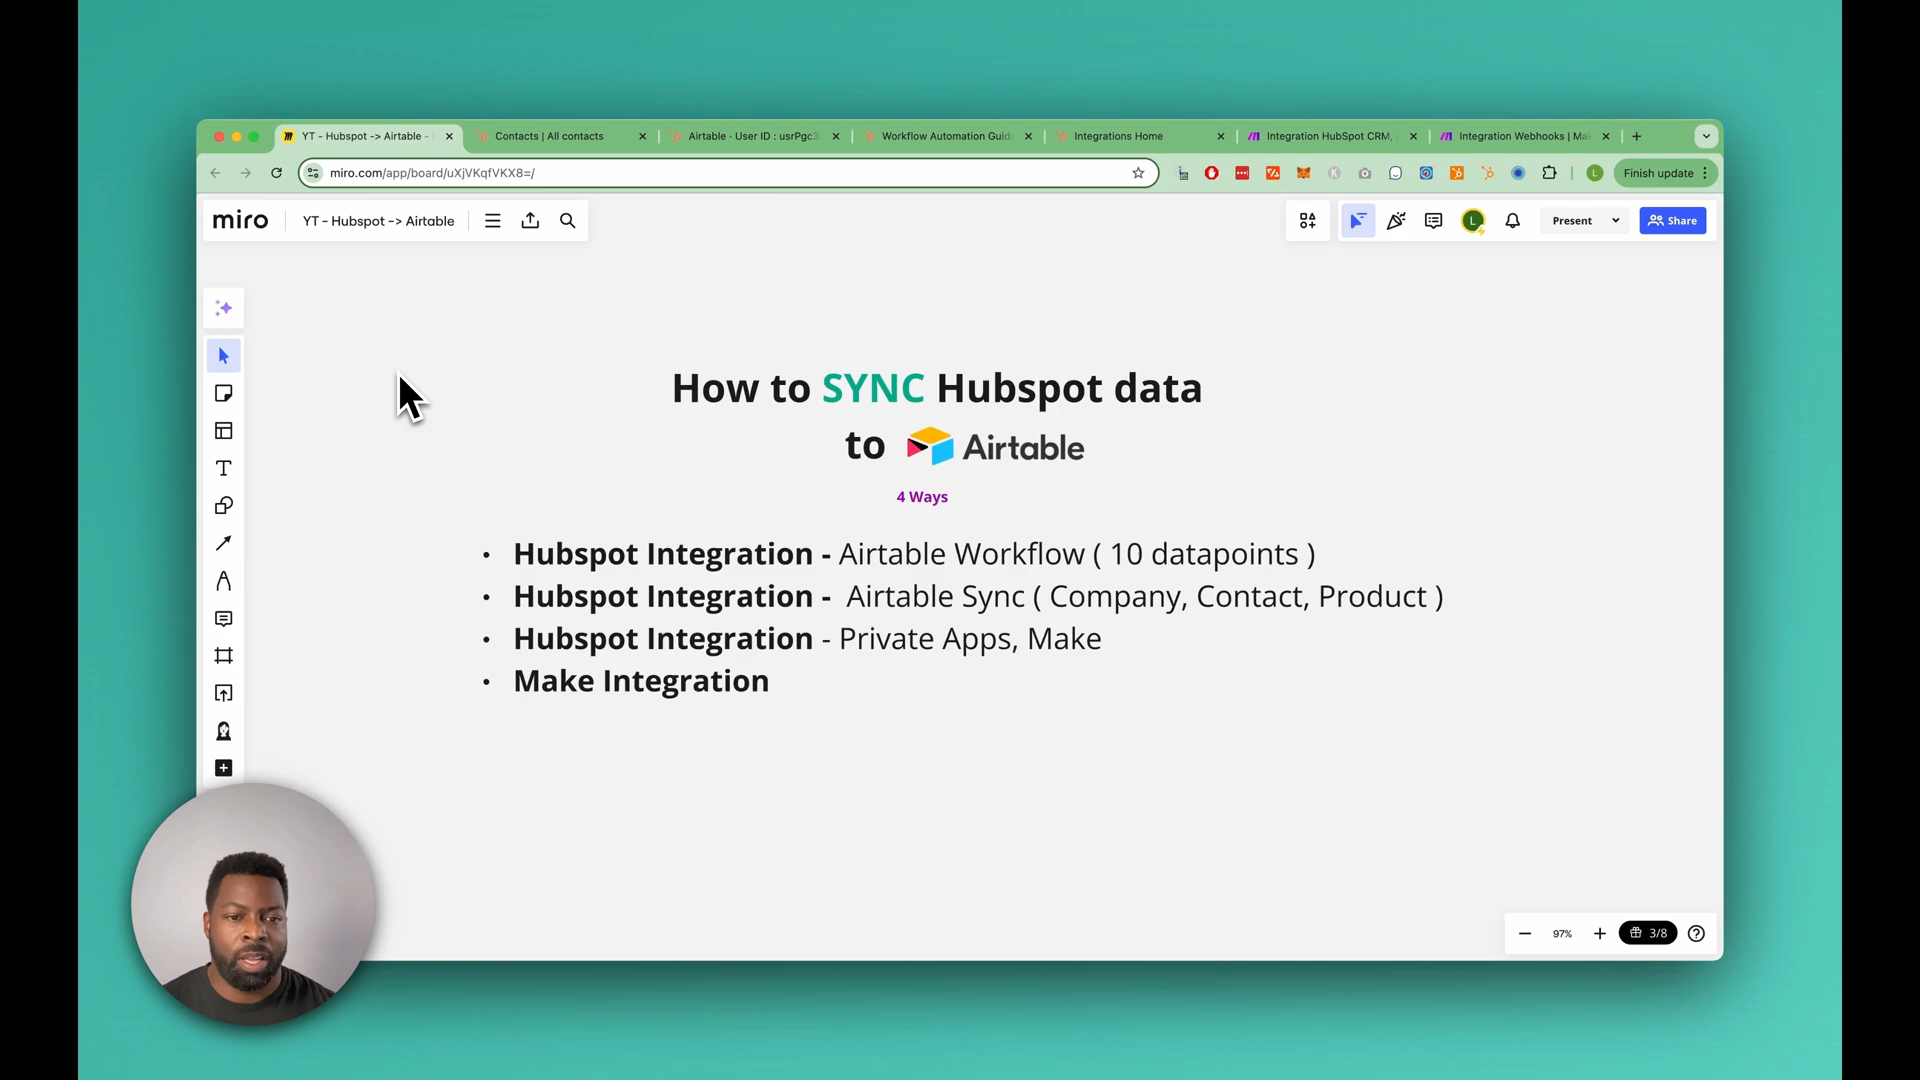 YT - Hubspot -> Airtable -
Contacts | All contacts
Airtable · User ID : usrPgc3
Workflow Automation Guid
Integrations Home
Integration HubSpot CRM,
Integration Webhooks | Ma
miro.com/app/board/uXjVKqfVKX8=/
L
Finish update
miro
YT - Hubspot -> Airtable
L
Present
Share
How to SYNC Hubspot data
to Airtable
4 Ways
• Hubspot Integration - Airtable Workflow ( 10 datapoints )
• Hubspot Integration - Airtable Sync ( Company, Contact, Product )
• Hubspot Integration - Private Apps, Make
• Make Integration
97%
3/8